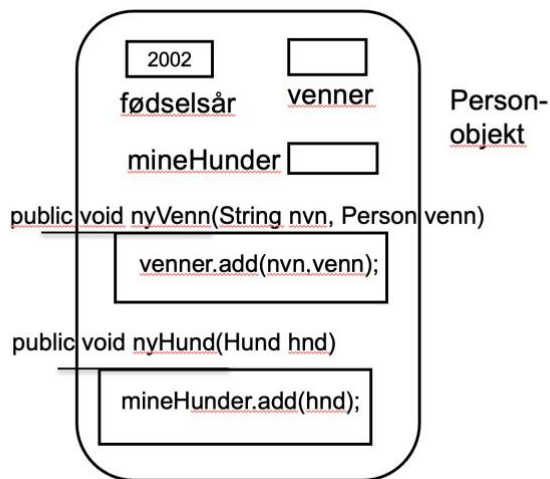 2002
fødselsår
venner
Person-
objekt
mineHunder
public void nyVenn(String nvn, Person venn)
venner.add(nvn,venn);
public void nyHund(Hund hnd)
mineHunder.add(hnd);